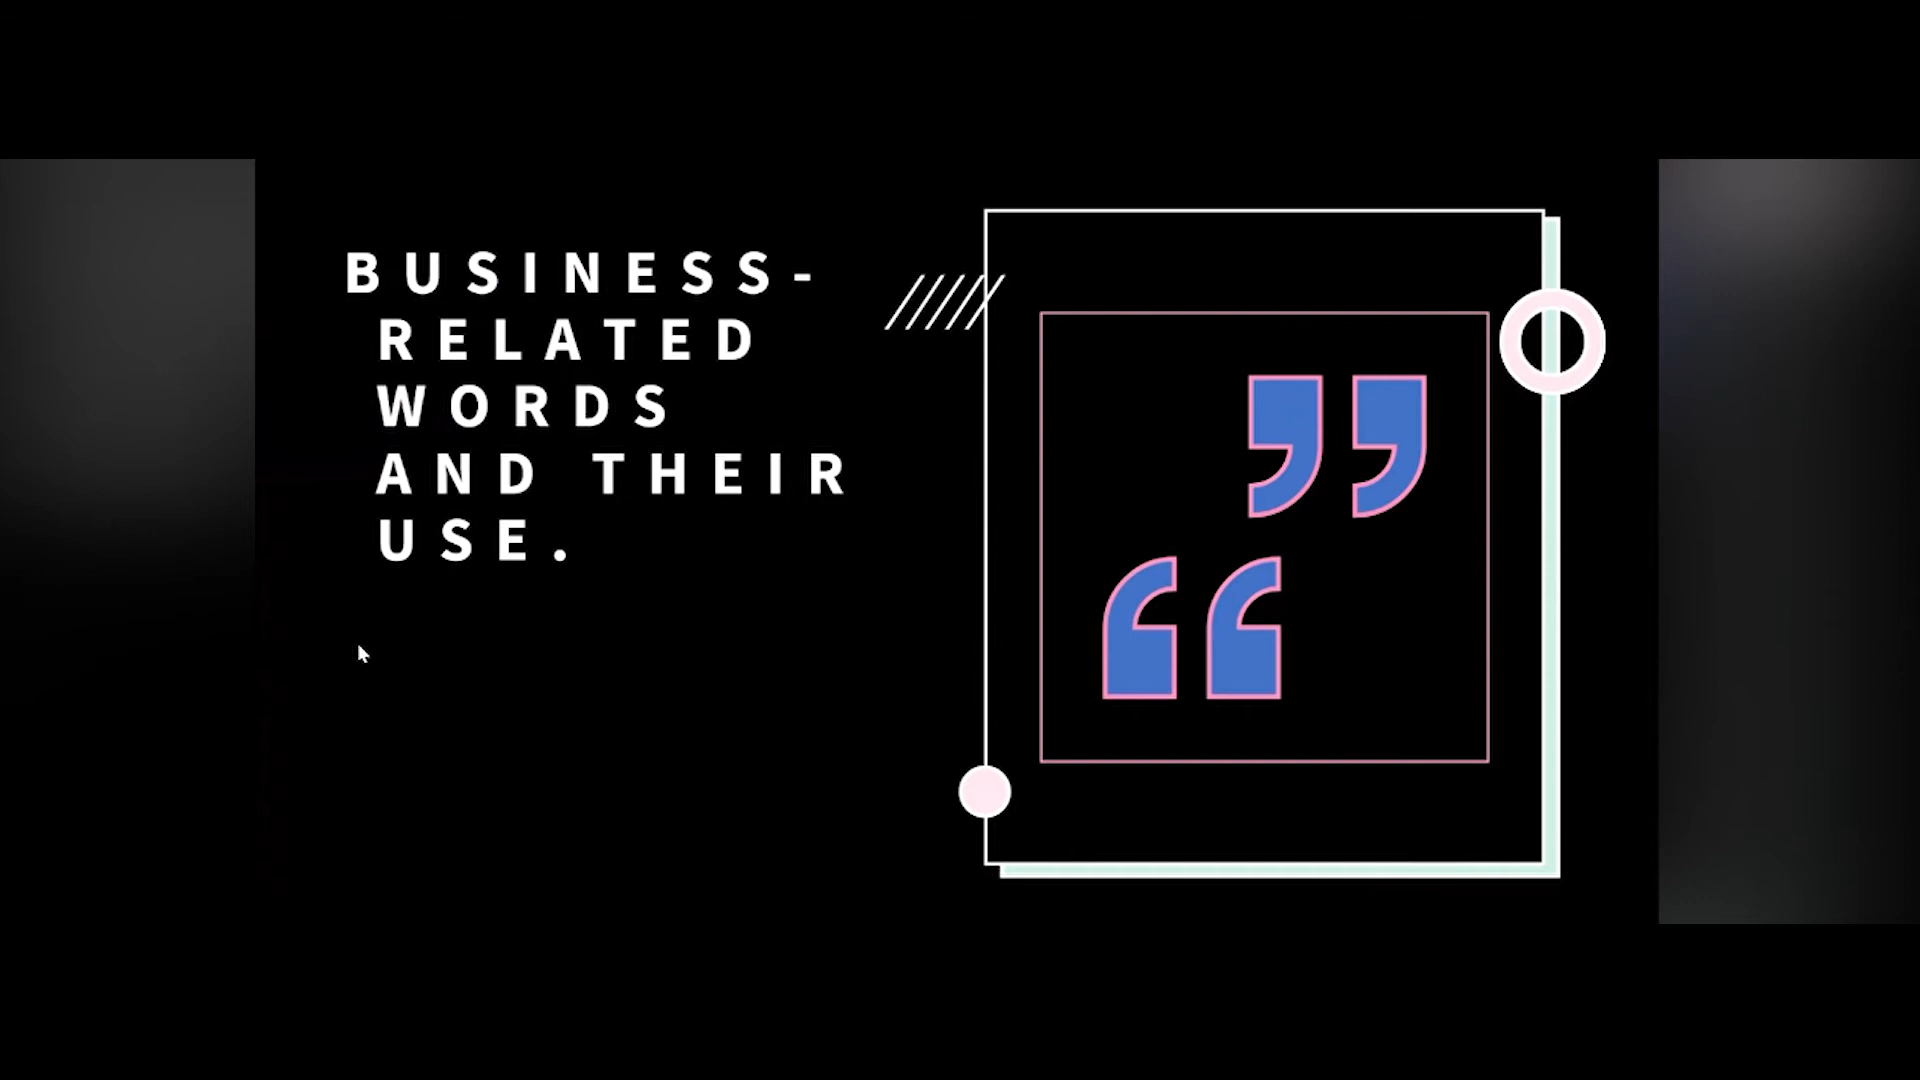 BUSINESS-
RELATED
WORDS
AND THEIR
USE.